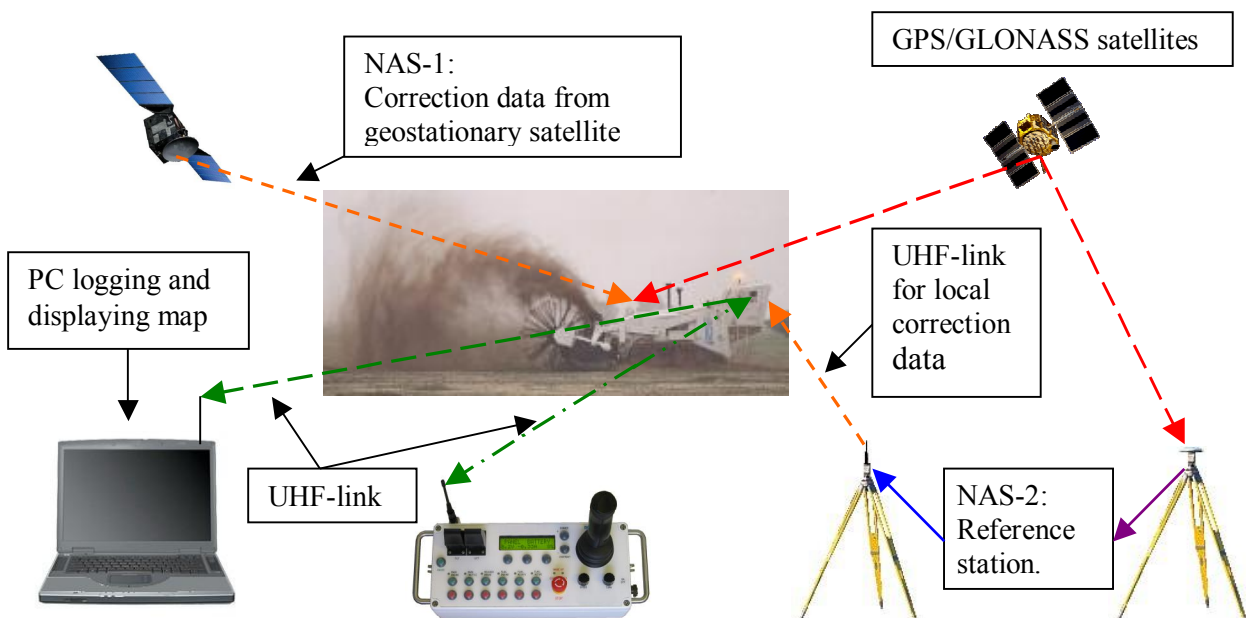 NAS-1:
Correction data from
geostationary satellite
GPS/GLONASS satellites
PC logging and
displaying map
UHF-link
for local
correction
data
UHF-link
NAS-2:
Reference
station.